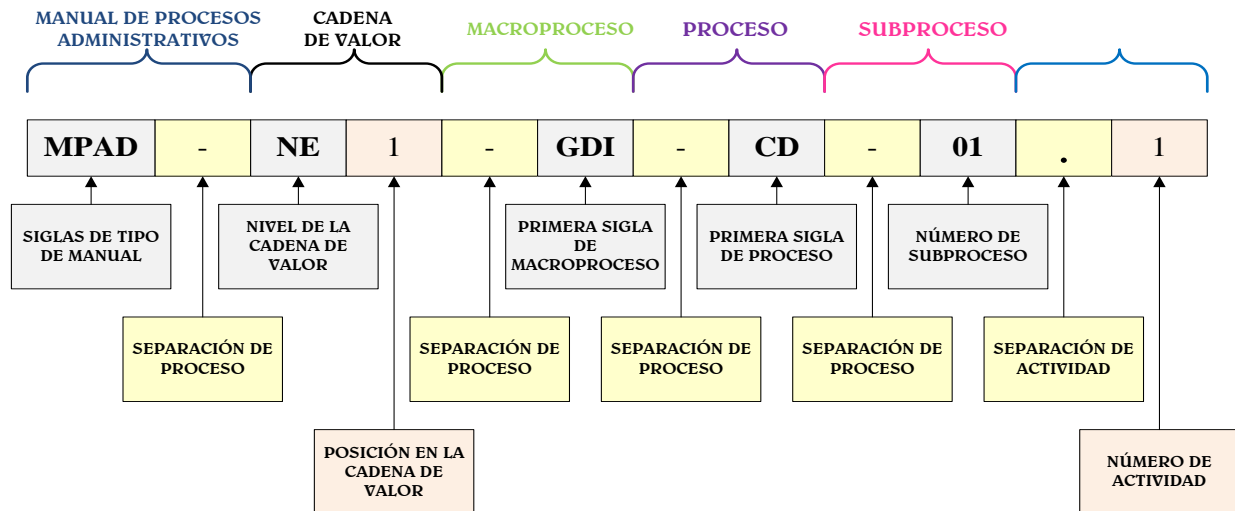 MANUAL DE PROCESOS
ADMINISTRATIVOS
CADENA
DE VALOR
MACROPROCESO
PROCESO
SUBPROCESO
MPAD - NE 1 - GDI - CD - 01 . 1
SIGLAS DE TIPO
DE MANUAL
NIVEL DE LA
CADENA DE
VALOR
PRIMERA SIGLA
DE
MACROPROCESO
PRIMERA SIGLA
DE PROCESO
NÚMERO DE
SUBPROCESO
SEPARACIÓN DE
PROCESO
SEPARACIÓN DE
PROCESO
SEPARACIÓN DE
PROCESO
SEPARACIÓN DE
PROCESO
SEPARACIÓN DE
ACTIVIDAD
POSICIÓN EN LA
CADENA DE
VALOR
NÚMERO DE
ACTIVIDAD